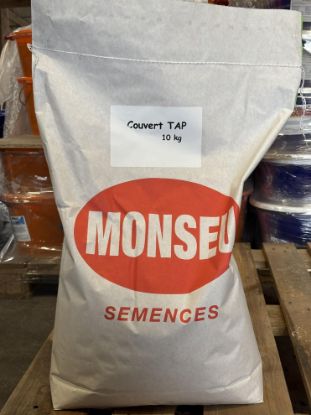 Couvert TAP
10 kg
MONSEU
SEMENCES